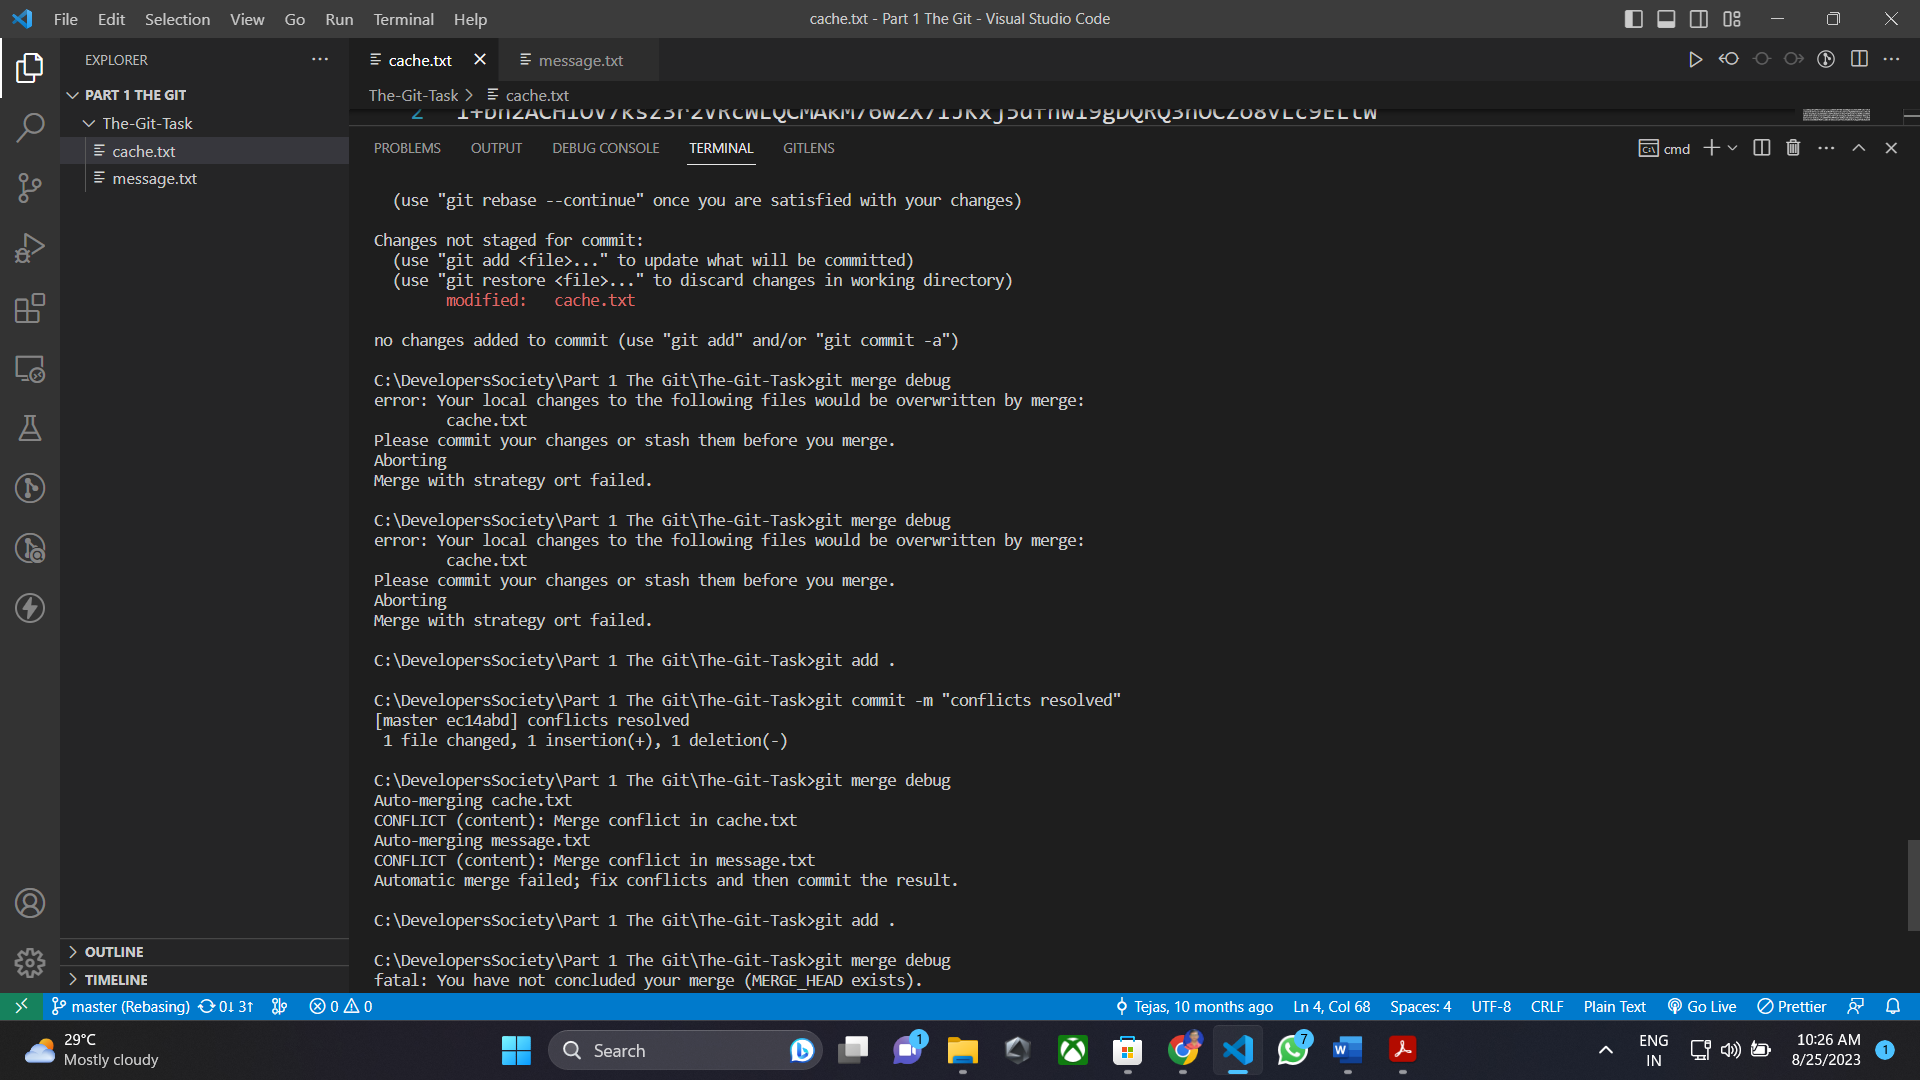 File Edit Selection View Go Run Terminal Help
cache.txt - Part 1 The Git - Visual Studio Code
EXPLORER
PART 1 THE GIT
The-Git-Task
cache.txt
message.txt
OUTLINE
TIMELINE
cache.txt
message.txt
The-Git-Task > cache.txt
2
PROBLEMS OUTPUT DEBUG CONSOLE TERMINAL GITLENS
cmd
(use "git rebase --continue" once you are satisfied with your changes)
Changes not staged for commit:
(use "git add <file>..." to update what will be committed)
(use "git restore <file>..." to discard changes in working directory)
modified: cache.txt
no changes added to commit (use "git add" and/or "git commit -a")
C:\DevelopersSociety\Part 1 The Git\The-Git-Task>git merge debug
error: Your local changes to the following files would be overwritten by merge:
cache.txt
Please commit your changes or stash them before you merge.
Aborting
Merge with strategy ort failed.
C:\DevelopersSociety\Part 1 The Git\The-Git-Task>git merge debug
error: Your local changes to the following files would be overwritten by merge:
cache.txt
Please commit your changes or stash them before you merge.
Aborting
Merge with strategy ort failed.
C:\DevelopersSociety\Part 1 The Git\The-Git-Task>git add .
C:\DevelopersSociety\Part 1 The Git\The-Git-Task>git commit -m "conflicts resolved"
[master ec14abd] conflicts resolved
1 file changed, 1 insertion(+), 1 deletion(-)
C:\DevelopersSociety\Part 1 The Git\The-Git-Task>git merge debug
Auto-merging cache.txt
CONFLICT (content): Merge conflict in cache.txt
Auto-merging message.txt
CONFLICT (content): Merge conflict in message.txt
Automatic merge failed; fix conflicts and then commit the result.
C:\DevelopersSociety\Part 1 The Git\The-Git-Task>git add .
C:\DevelopersSociety\Part 1 The Git\The-Git-Task>git merge debug
fatal: You have not concluded your merge (MERGE_HEAD exists).
master (Rebasing) 0↓ 3↑ 0 0
Tejas, 10 months ago Ln 4, Col 68 Spaces: 4 UTF-8 CRLF Plain Text Go Live Prettier
29°C
Mostly cloudy
Search
1
7
ENG
IN
10:26 AM
8/25/2023
1